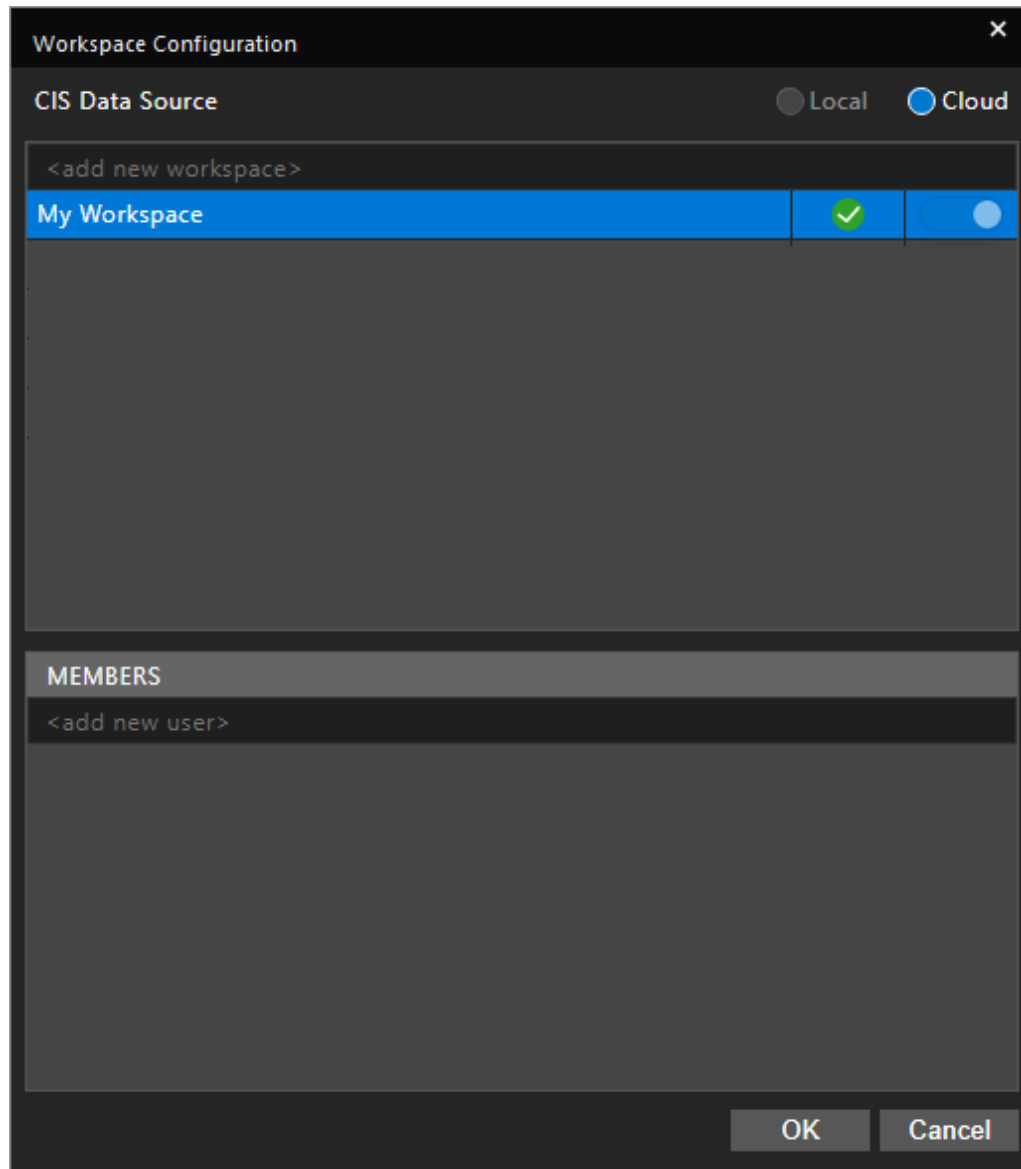 Workspace Configuration
CIS Data Source Local Cloud
<add new workspace>
My Workspace
MEMBERS
<add new user>
OK Cancel